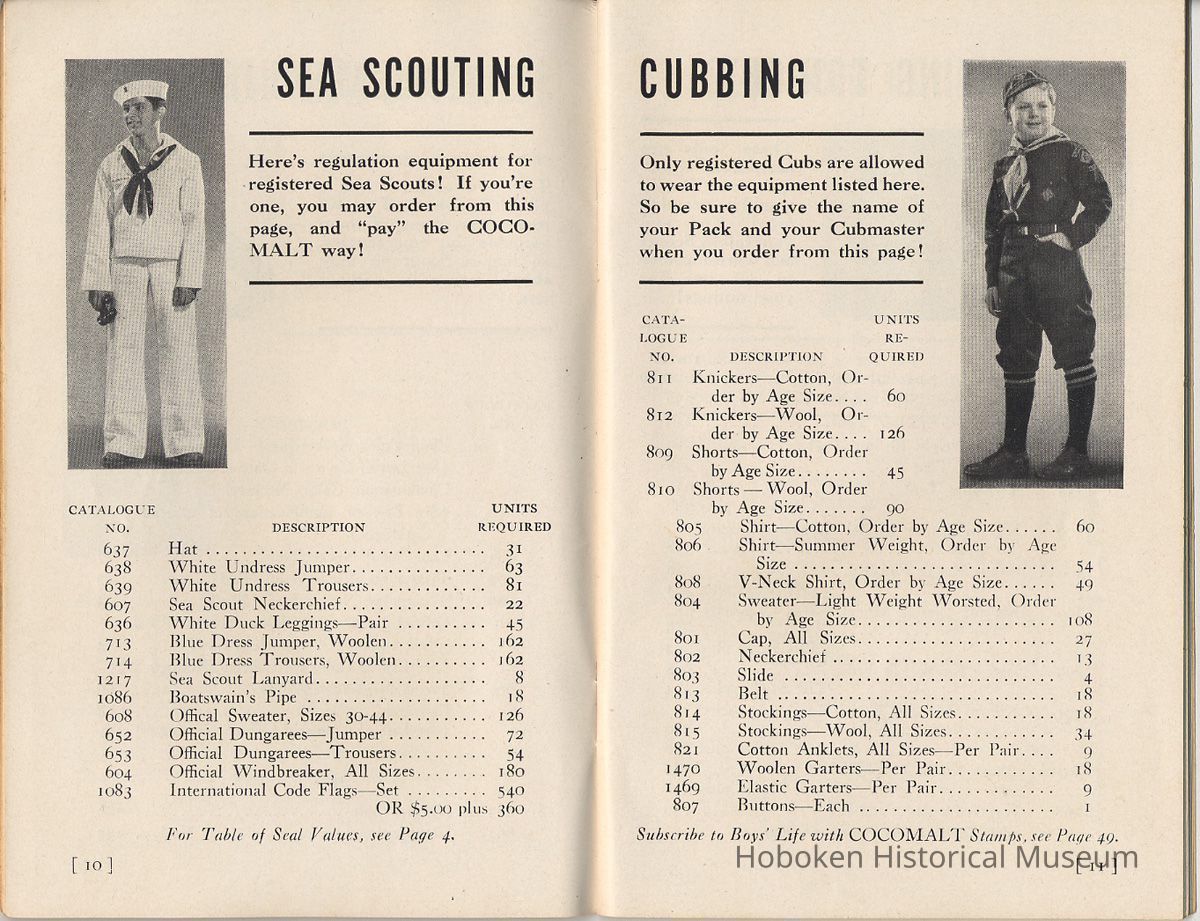 SEA SCOUTING
Here's regulation equipment for
registered Sea Scouts! If you're
one, you may order from this
page, and “pay” the COCO-
MALT way!
CATALOGUE UNITS
NO. DESCRIPTION REQUIRED
637 Hat ............................... 31
638 White Undress Jumper............... 63
639 White Undress Trousers............. 81
607 Sea Scout Neckerchief................ 22
636 White Duck Leggings—Pair .......... 45
713 Blue Dress Jumper, Woolen........... 162
714 Blue Dress Trousers, Woolen.......... 162
1217 Sea Scout Lanyard................... 8
1086 Boatswain's Pipe .................... 18
608 Offical Sweater, Sizes 30-44........... 126
652 Official Dungarees—Jumper ........... 72
653 Official Dungarees—Trousers.......... 54
604 Official Windbreaker, All Sizes........ 180
1083 International Code Flags—Set ......... 540
OR $5.00 plus 360
For Table of Seal Values, see Page 4.
[ 10 ]
CUBBING
Only registered Cubs are allowed
to wear the equipment listed here.
So be sure to give the name of
your Pack and your Cubmaster
when you order from this page!
CATA- UNITS
LOGUE RE-
NO. DESCRIPTION QUIRED
811 Knickers—Cotton, Or-
der by Age Size.... 60
812 Knickers—Wool, Or-
der by Age Size.... 126
809 Shorts—Cotton, Order
by Age Size........ 45
810 Shorts — Wool, Order
by Age Size....... 90
805 Shirt—Cotton, Order by Age Size...... 60
806 Shirt—Summer Weight, Order by Age
Size ............................. 54
808 V-Neck Shirt, Order by Age Size...... 49
804 Sweater—Light Weight Worsted, Order
by Age Size...................... 108
801 Cap, All Sizes...................... 27
802 Neckerchief ......................... 13
803 Slide .............................. 4
813 Belt ............................... 18
814 Stockings—Cotton, All Sizes........... 18
815 Stockings—Wool, All Sizes............ 34
821 Cotton Anklets, All Sizes—Per Pair.... 9
1470 Woolen Garters—Per Pair............ 18
1469 Elastic Garters—Per Pair............. 9
807 Buttons—Each ...................... 1
Subscribe to Boys' Life with COCOMALT Stamps, see Page 49.
[ 11 ]
Hoboken Historical Museum